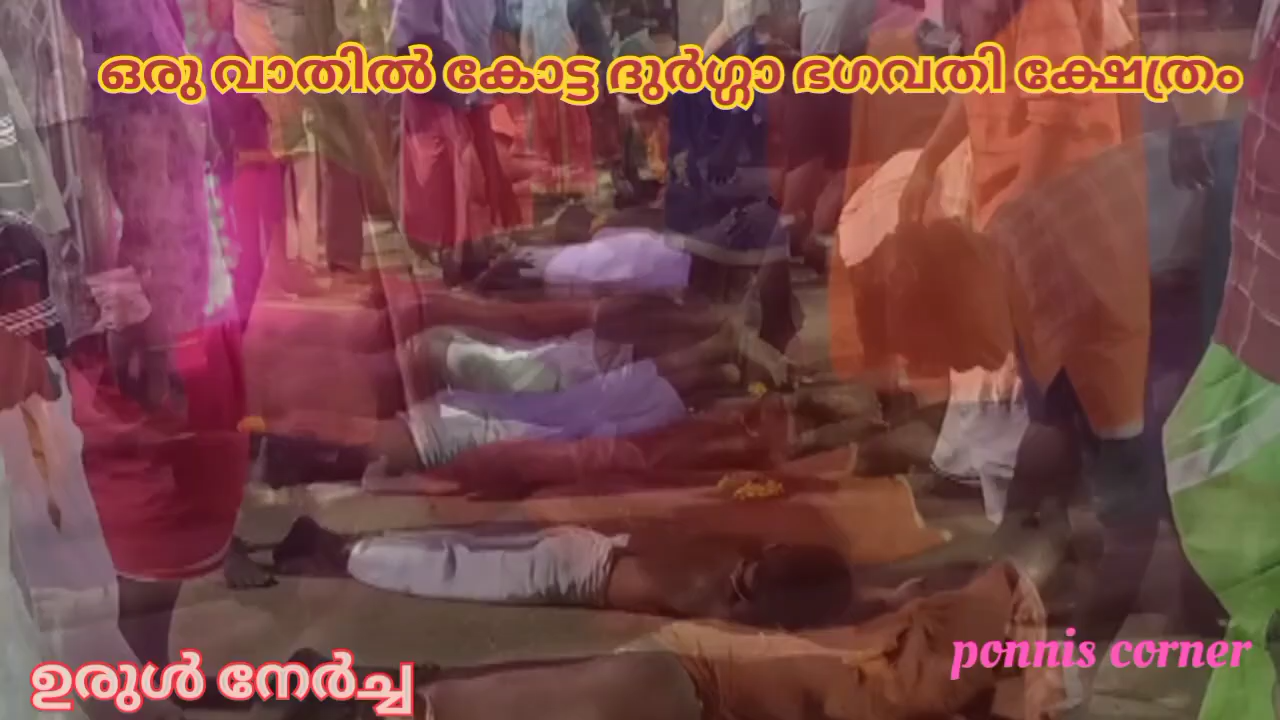 ഒരു വാതിൽ കോട്ട ദുർഗ്ഗാ ഭഗവതി ക്ഷേത്രം
ponnis corner
ഉരുൾ നേർച്ച